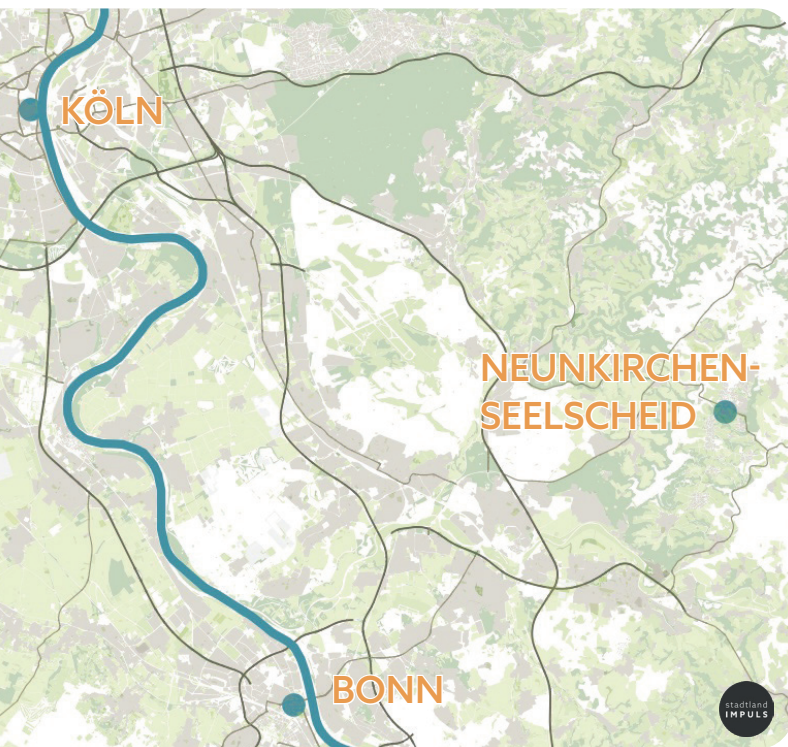 KÖLN
NEUNKIRCHEN-
SEELSCHEID
BONN
stadtland
IMPULS